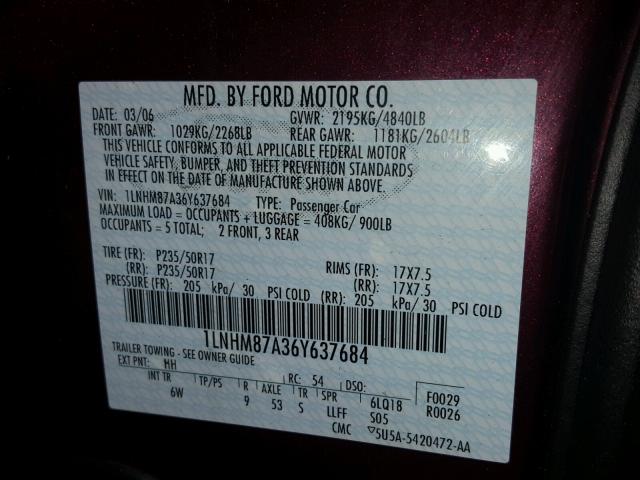 MFD. BY FORD MOTOR CO.
DATE: 03/06 GVWR: 2195KG/4840LB
FRONT GAWR: 1029KG/2268LB REAR GAWR: 1181KG/2604LB
THIS VEHICLE CONFORMS TO ALL APPLICABLE FEDERAL MOTOR
VEHICLE SAFETY, BUMPER, AND THEFT PREVENTION STANDARDS
IN EFFECT ON THE DATE OF MANUFACTURE SHOWN ABOVE.
VIN: 1LNHM87A36Y637684 TYPE: Passenger Car
MAXIMUM LOAD = OCCUPANTS + LUGGAGE = 408KG/ 900LB
OCCUPANTS = 5 TOTAL; 2 FRONT, 3 REAR
TIRE (FR): P235/50R17 RIMS (FR): 17X7.5
(RR): P235/50R17 (RR): 17X7.5
PRESSURE (FR): 205 kPa/ 30 PSI COLD (RR): 205 kPa/ 30 PSI COLD
1LNHM87A36Y637684
TRAILER TOWING - SEE OWNER GUIDE
EXT PNT: HH RC: 54 DSO: F0029
INT TR TP/PS R AXLE TR SPR 6LQ18 R0026
6W 9 53 S LLFF S05
CMC ▽5U5A-5420472-AA